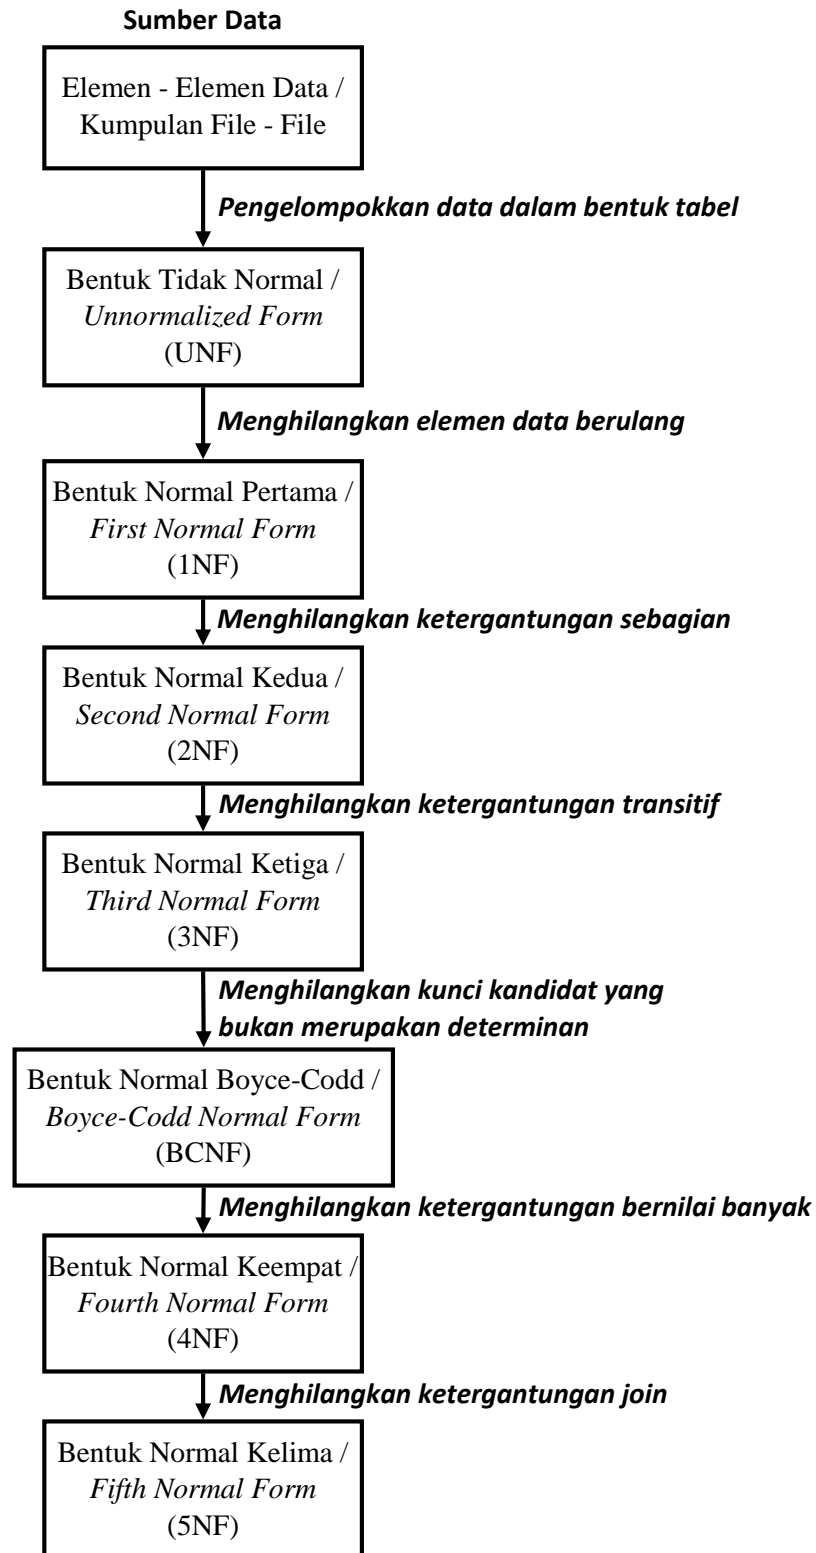 Sumber Data
Elemen - Elemen Data /
Kumpulan File - File
Pengelompokkan data dalam bentuk tabel
Bentuk Tidak Normal /
Unnormalized Form
(UNF)
Menghilangkan elemen data berulang
Bentuk Normal Pertama /
First Normal Form
(1NF)
Menghilangkan ketergantungan sebagian
Bentuk Normal Kedua /
Second Normal Form
(2NF)
Menghilangkan ketergantungan transitif
Bentuk Normal Ketiga /
Third Normal Form
(3NF)
Menghilangkan kunci kandidat yang
bukan merupakan determinan
Bentuk Normal Boyce-Codd /
Boyce-Codd Normal Form
(BCNF)
Menghilangkan ketergantungan bernilai banyak
Bentuk Normal Keempat /
Fourth Normal Form
(4NF)
Menghilangkan ketergantungan join
Bentuk Normal Kelima /
Fifth Normal Form
(5NF)